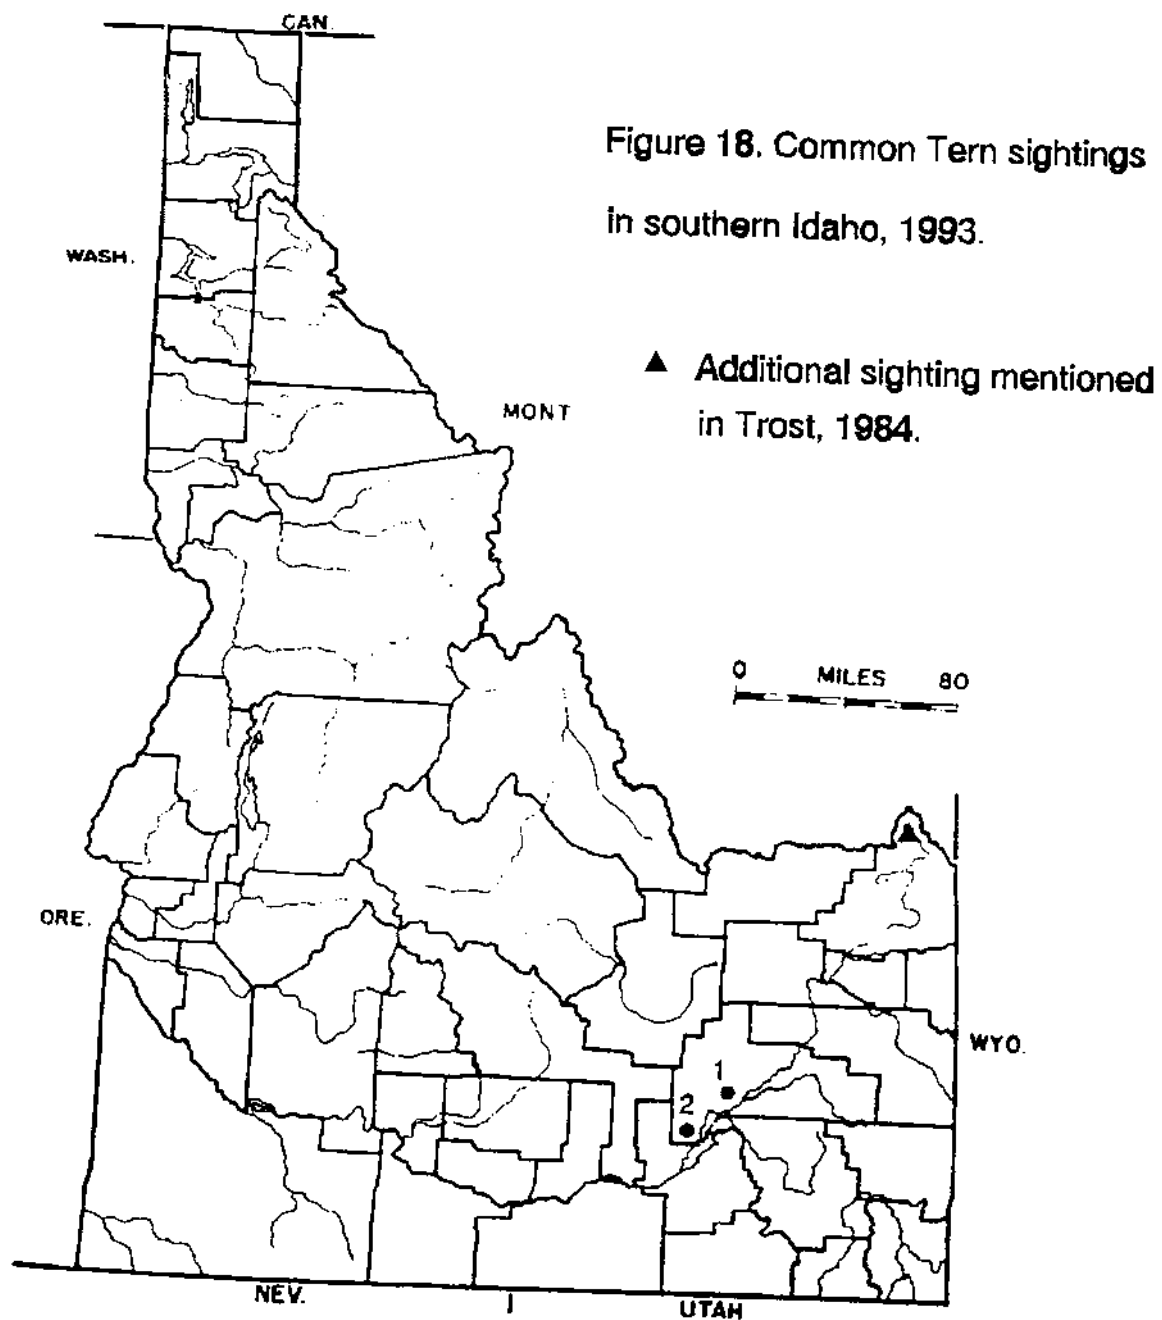 CAN.
Figure 18. Common Tern sightings
in southern Idaho, 1993.
WASH.
▲ Additional sighting mentioned
in Trost, 1984.
MONT
0 MILES 80
ORE.
WYO.
1
2
NEV.
UTAH